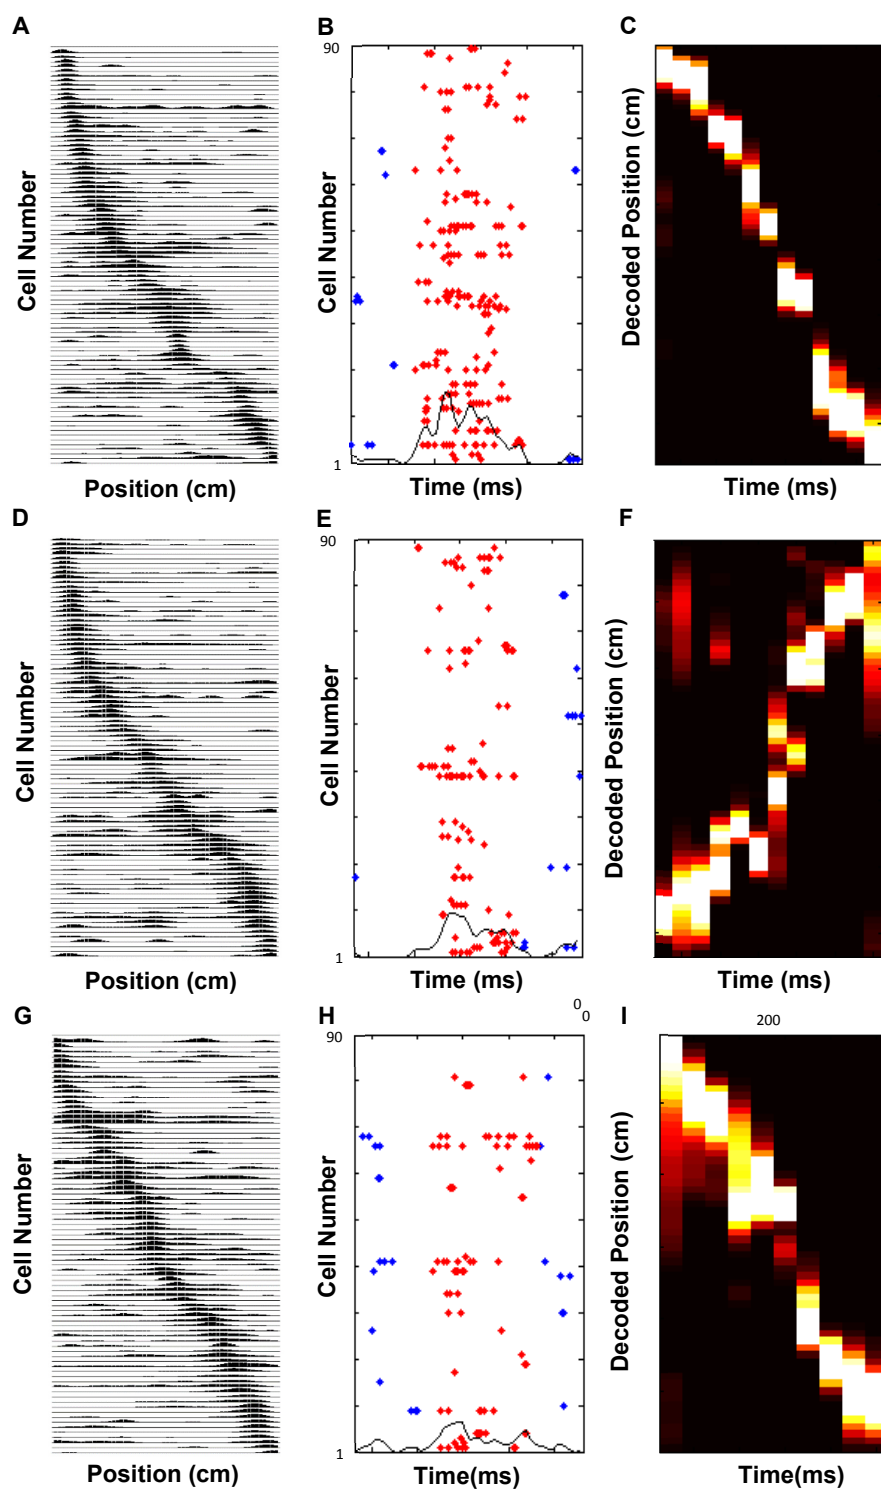 A
B
C
Cell Number
90
Cell Number
1
Decoded Position (cm)
Position (cm)
Time (ms)
Time (ms)
D
E
F
Cell Number
90
Cell Number
1
Decoded Position (cm)
Position (cm)
Time (ms)
Time (ms)
G
H
0
0
I
200
Cell Number
90
Cell Number
1
Decoded Position (cm)
Position (cm)
Time(ms)
Time(ms)